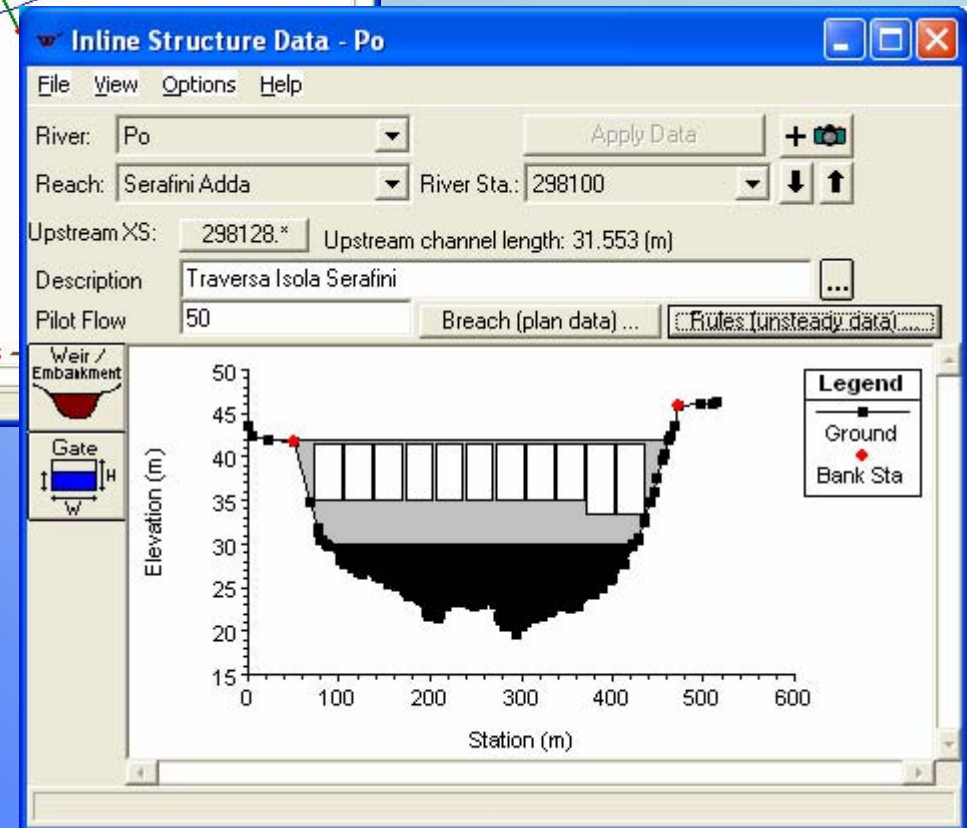 Inline Structure Data - Po
File View Options Help
River: Po Apply Data +
Reach: Serafini Adda River Sta.: 298100
Upstream XS: 298128.* Upstream channel length: 31.553 (m)
Description Traversa Isola Serafini ...
Pilot Flow 50 Breach (plan data) ... Rules (unsteady data) ...
Weir /
Embankment
Gate
H
W
Elevation (m)
50
45
40
35
30
25
20
15
0 100 200 300 400 500 600
Station (m)
Legend
Ground
Bank Sta